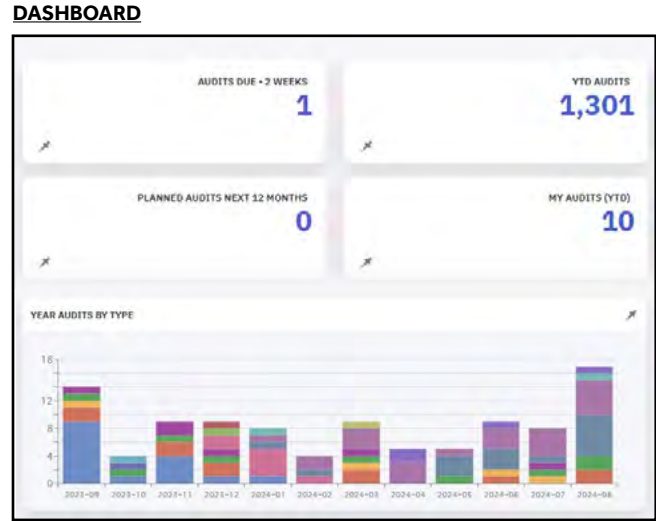 DASHBOARD
AUDITS DUE • 2 WEEKS
1
YTD AUDITS
1,301
PLANNED AUDITS NEXT 12 MONTHS
0
MY AUDITS (YTD)
10
YEAR AUDITS BY TYPE
18
12
8
4
0
2023-09 2023-10 2023-11 2023-12 2024-01 2024-02 2024-03 2024-04 2024-05 2024-06 2024-07 2024-08